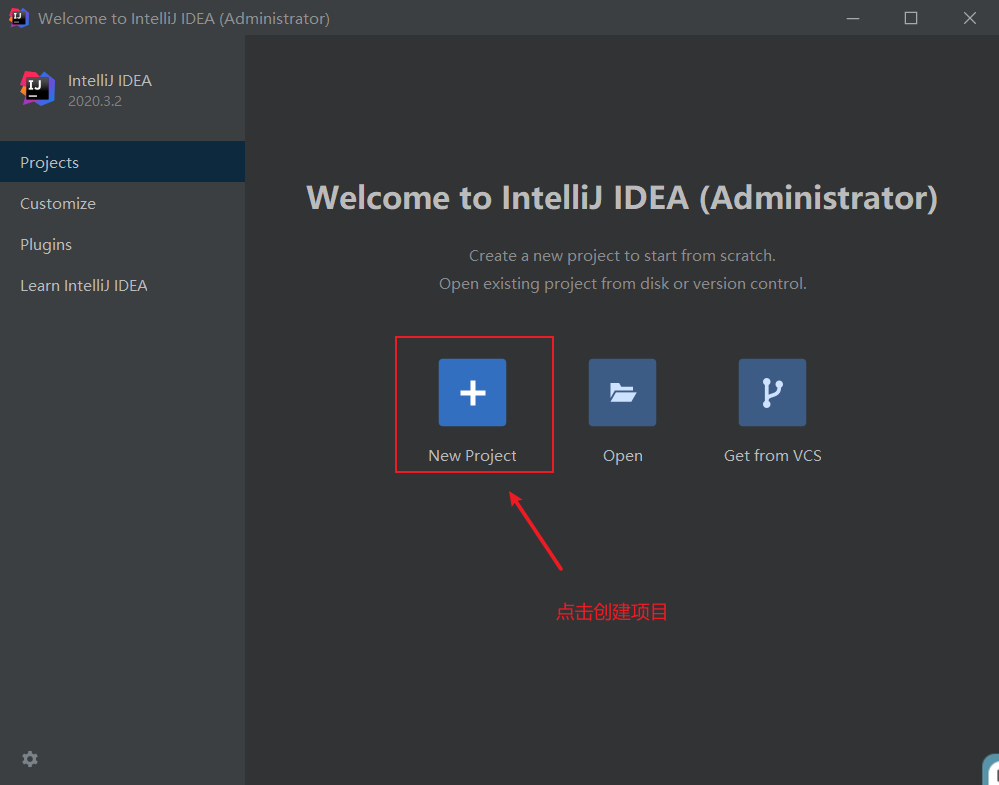 Welcome to IntelliJ IDEA (Administrator)
IntelliJ IDEA
2020.3.2
Projects
Customize
Plugins
Learn IntelliJ IDEA
Welcome to IntelliJ IDEA (Administrator)
Create a new project to start from scratch.
Open existing project from disk or version control.
New Project
Open
Get from VCS
点击创建项目